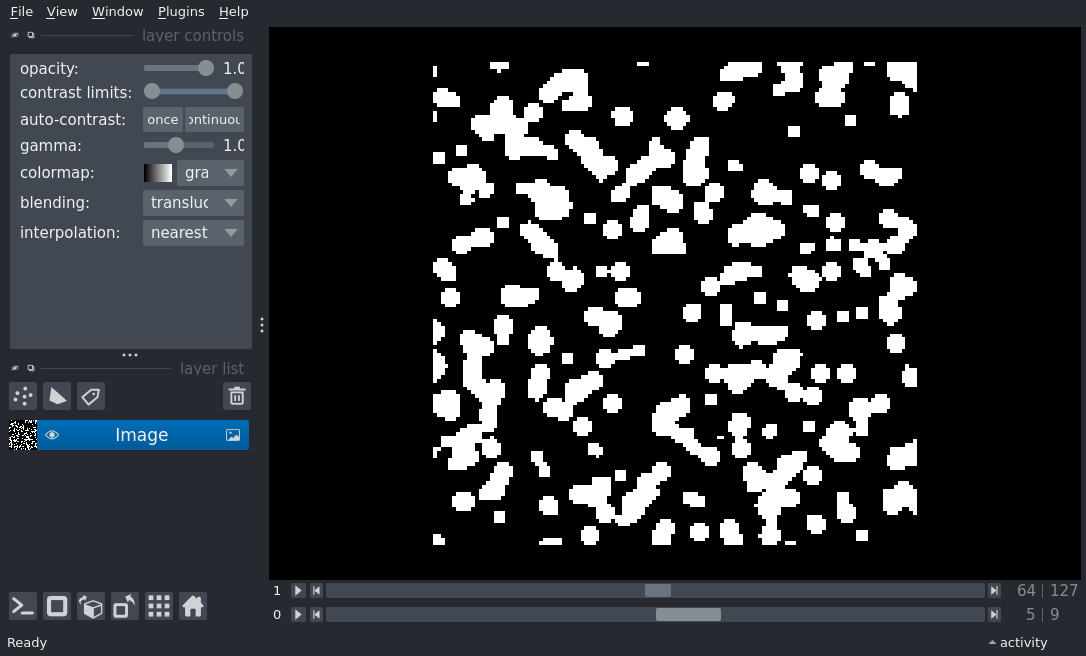 File View Window Plugins Help
layer controls
opacity: 1.0
contrast limits:
auto-contrast: once ontinuou
gamma: 1.0
colormap: gra
blending: transluc
interpolation: nearest
layer list
Image
1 64 | 127
0 5 | 9
Ready activity